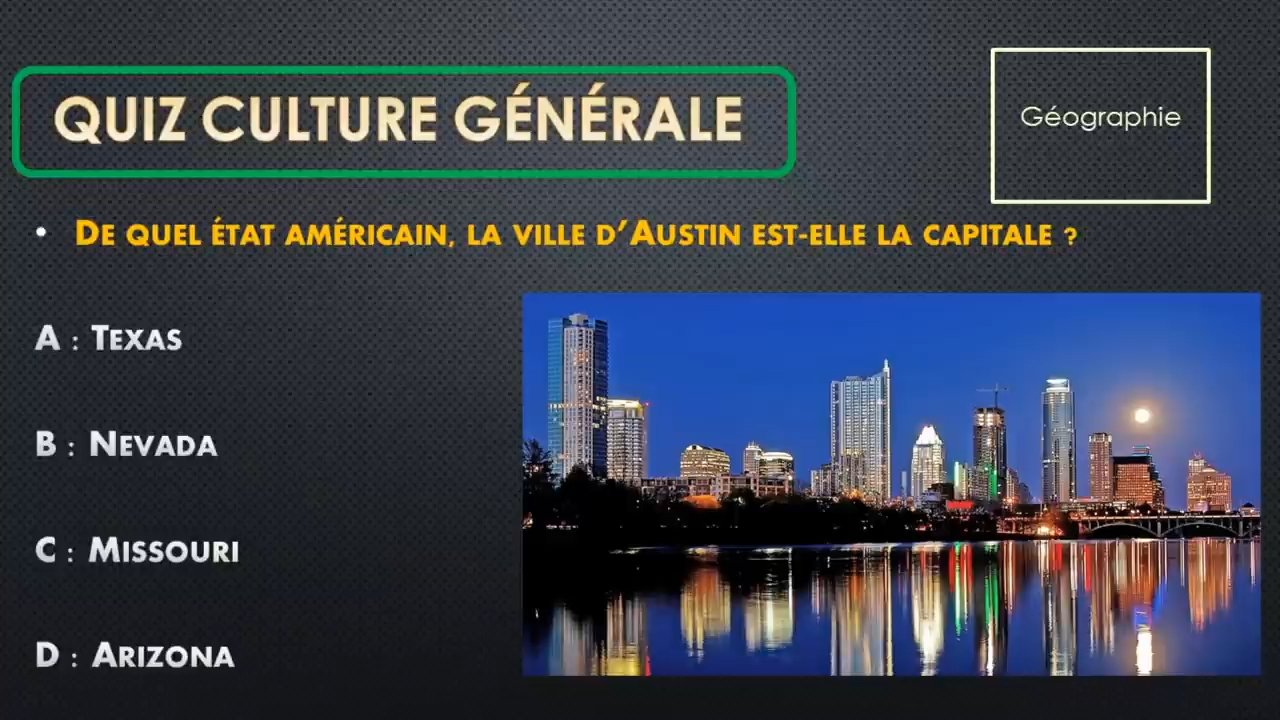 QUIZ CULTURE GÉNÉRALE
Géographie
• DE QUEL ÉTAT AMÉRICAIN, LA VILLE D'AUSTIN EST-ELLE LA CAPITALE ?
A : TEXAS
B : NEVADA
C : MISSOURI
D : ARIZONA